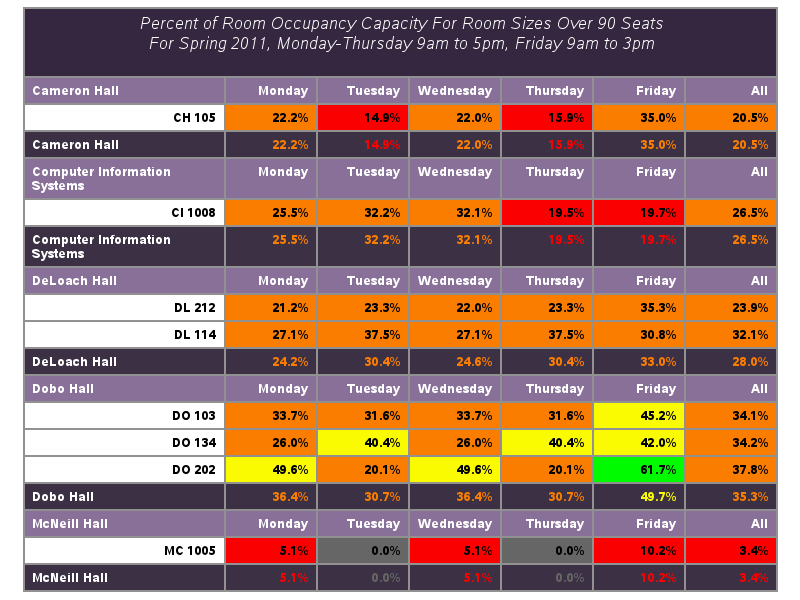 Percent of Room Occupancy Capacity For Room Sizes Over 90 Seats
For Spring 2011, Monday-Thursday 9am to 5pm, Friday 9am to 3pm
Cameron Hall Monday Tuesday Wednesday Thursday Friday All
CH 105 22.2% 14.9% 22.0% 15.9% 35.0% 20.5%
Cameron Hall 22.2% 14.9% 22.0% 15.9% 35.0% 20.5%
Computer Information Monday Tuesday Wednesday Thursday Friday All
Systems
CI 1008 25.5% 32.2% 32.1% 19.5% 19.7% 26.5%
Computer Information 25.5% 32.2% 32.1% 19.5% 19.7% 26.5%
Systems
DeLoach Hall Monday Tuesday Wednesday Thursday Friday All
DL 212 21.2% 23.3% 22.0% 23.3% 35.3% 23.9%
DL 114 27.1% 37.5% 27.1% 37.5% 30.8% 32.1%
DeLoach Hall 24.2% 30.4% 24.6% 30.4% 33.0% 28.0%
Dobo Hall Monday Tuesday Wednesday Thursday Friday All
DO 103 33.7% 31.6% 33.7% 31.6% 45.2% 34.1%
DO 134 26.0% 40.4% 26.0% 40.4% 42.0% 34.2%
DO 202 49.6% 20.1% 49.6% 20.1% 61.7% 37.8%
Dobo Hall 36.4% 30.7% 36.4% 30.7% 49.7% 35.3%
McNeill Hall Monday Tuesday Wednesday Thursday Friday All
MC 1005 5.1% 0.0% 5.1% 0.0% 10.2% 3.4%
McNeill Hall 5.1% 0.0% 5.1% 0.0% 10.2% 3.4%